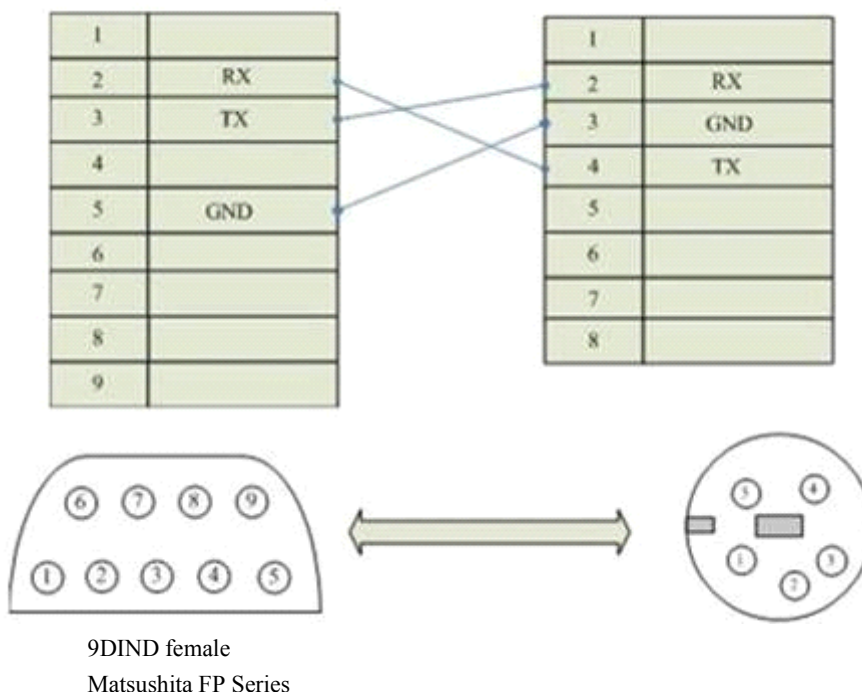 1
2 RX
3 TX
4
5 GND
6
7
8
9
1
2 RX
3 GND
4 TX
5
6
7
8
6 7 8 9
1 2 3 4 5
5 4
1 3
2
9DIND female
Matsushita FP Series